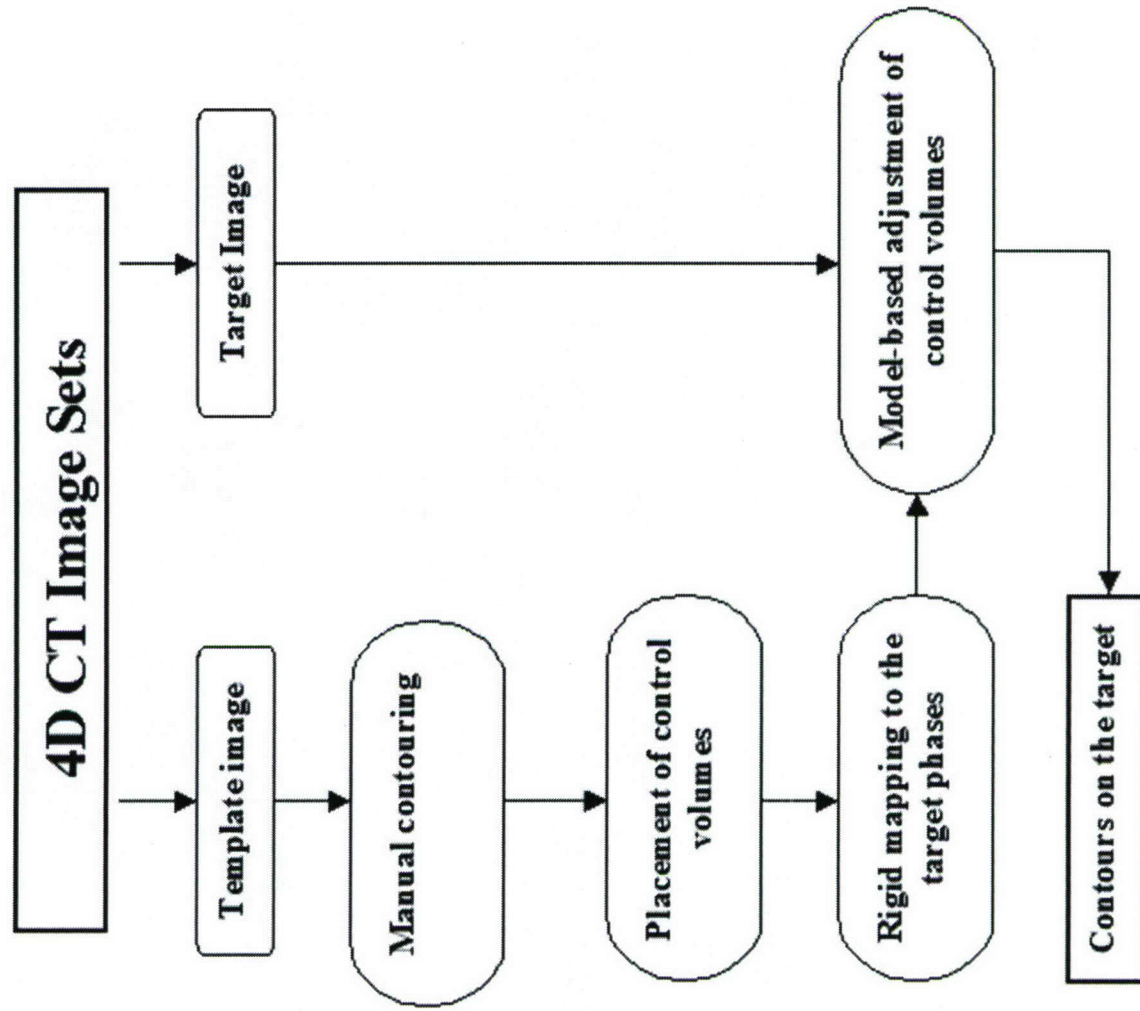 4D CT Image Sets
Template image
Target Image
Manual contouring
Placement of control
volumes
Rigid mapping to the
target phases
Model-based adjustment of
control volumes
Contours on the target